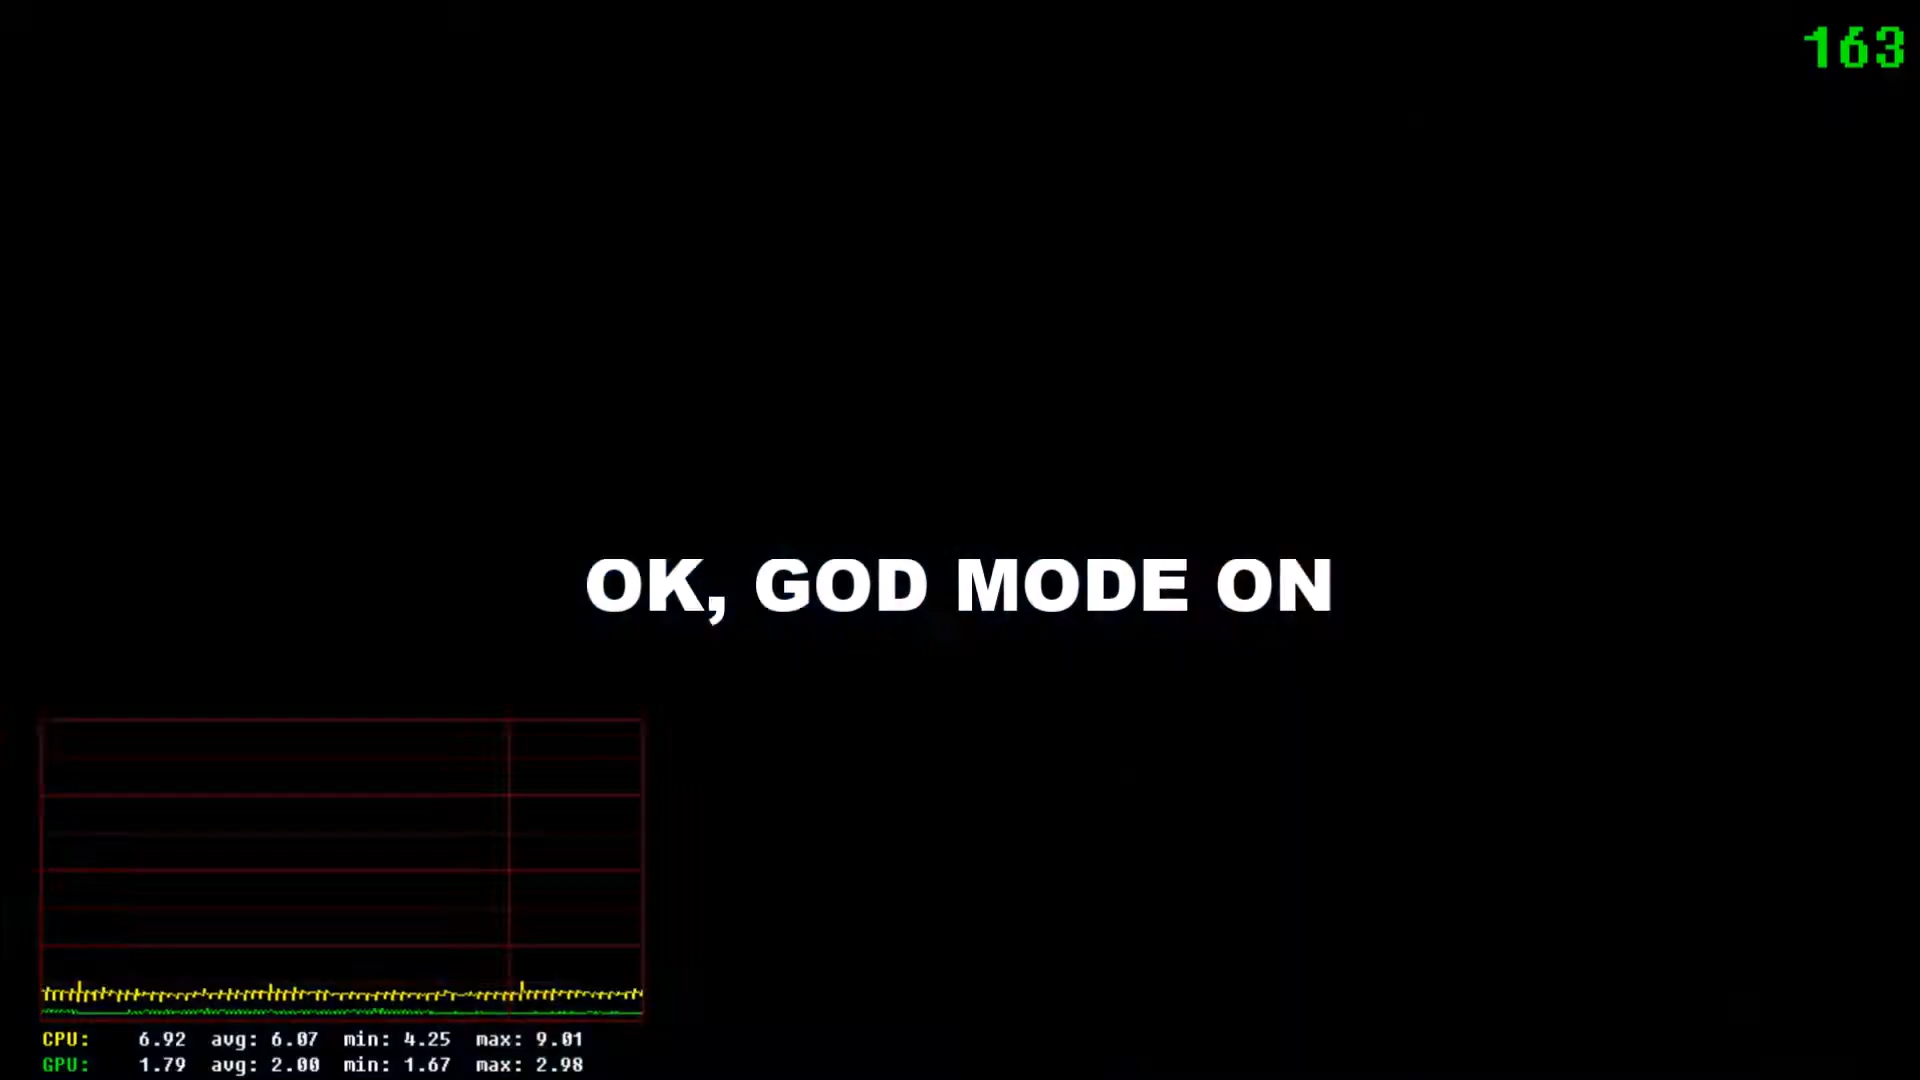 163
OK, GOD MODE ON
CPU: 6.92 avg: 6.07 min: 4.25 max: 9.01
GPU: 1.79 avg: 2.00 min: 1.67 max: 2.98